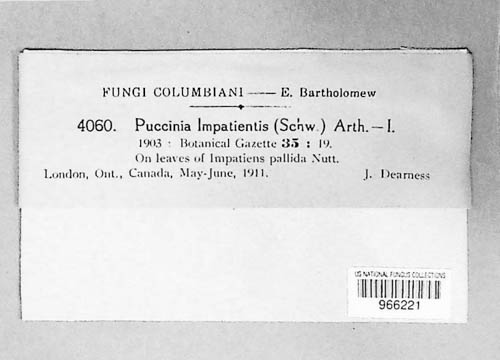 FUNGI COLUMBIANI — E. Bartholomew
4060. Puccinia Impatientis (Schw.) Arth. — I.
1903 : Botanical Gazette 35 : 19.
On leaves of Impatiens pallida Nutt.
London, Ont., Canada, May-June, 1911. J. Dearness
US NATIONAL FUNGUS COLLECTIONS
966221